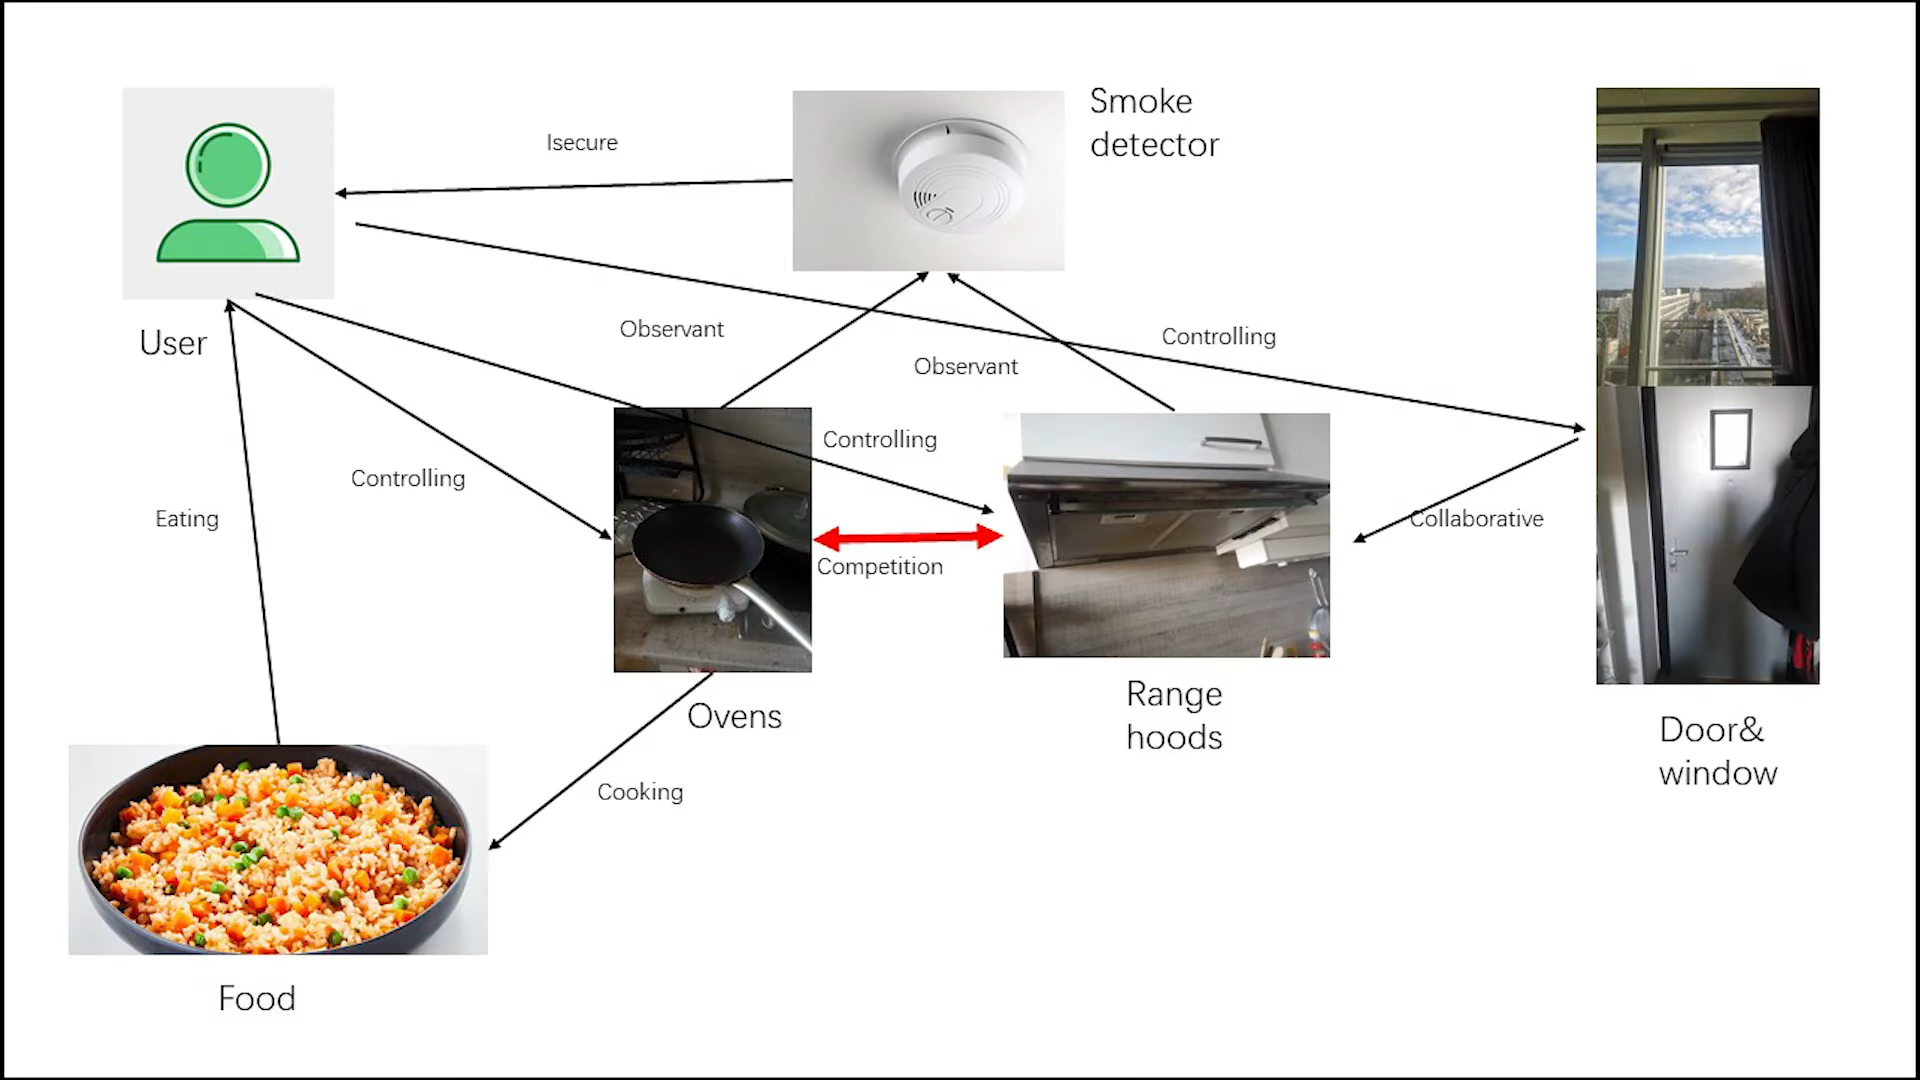 Isecure
Smoke
detector
User
Observant
Observant
Controlling
Controlling
Controlling
Eating
Competition
Collaborative
Ovens
Range
hoods
Door&
window
Cooking
Food